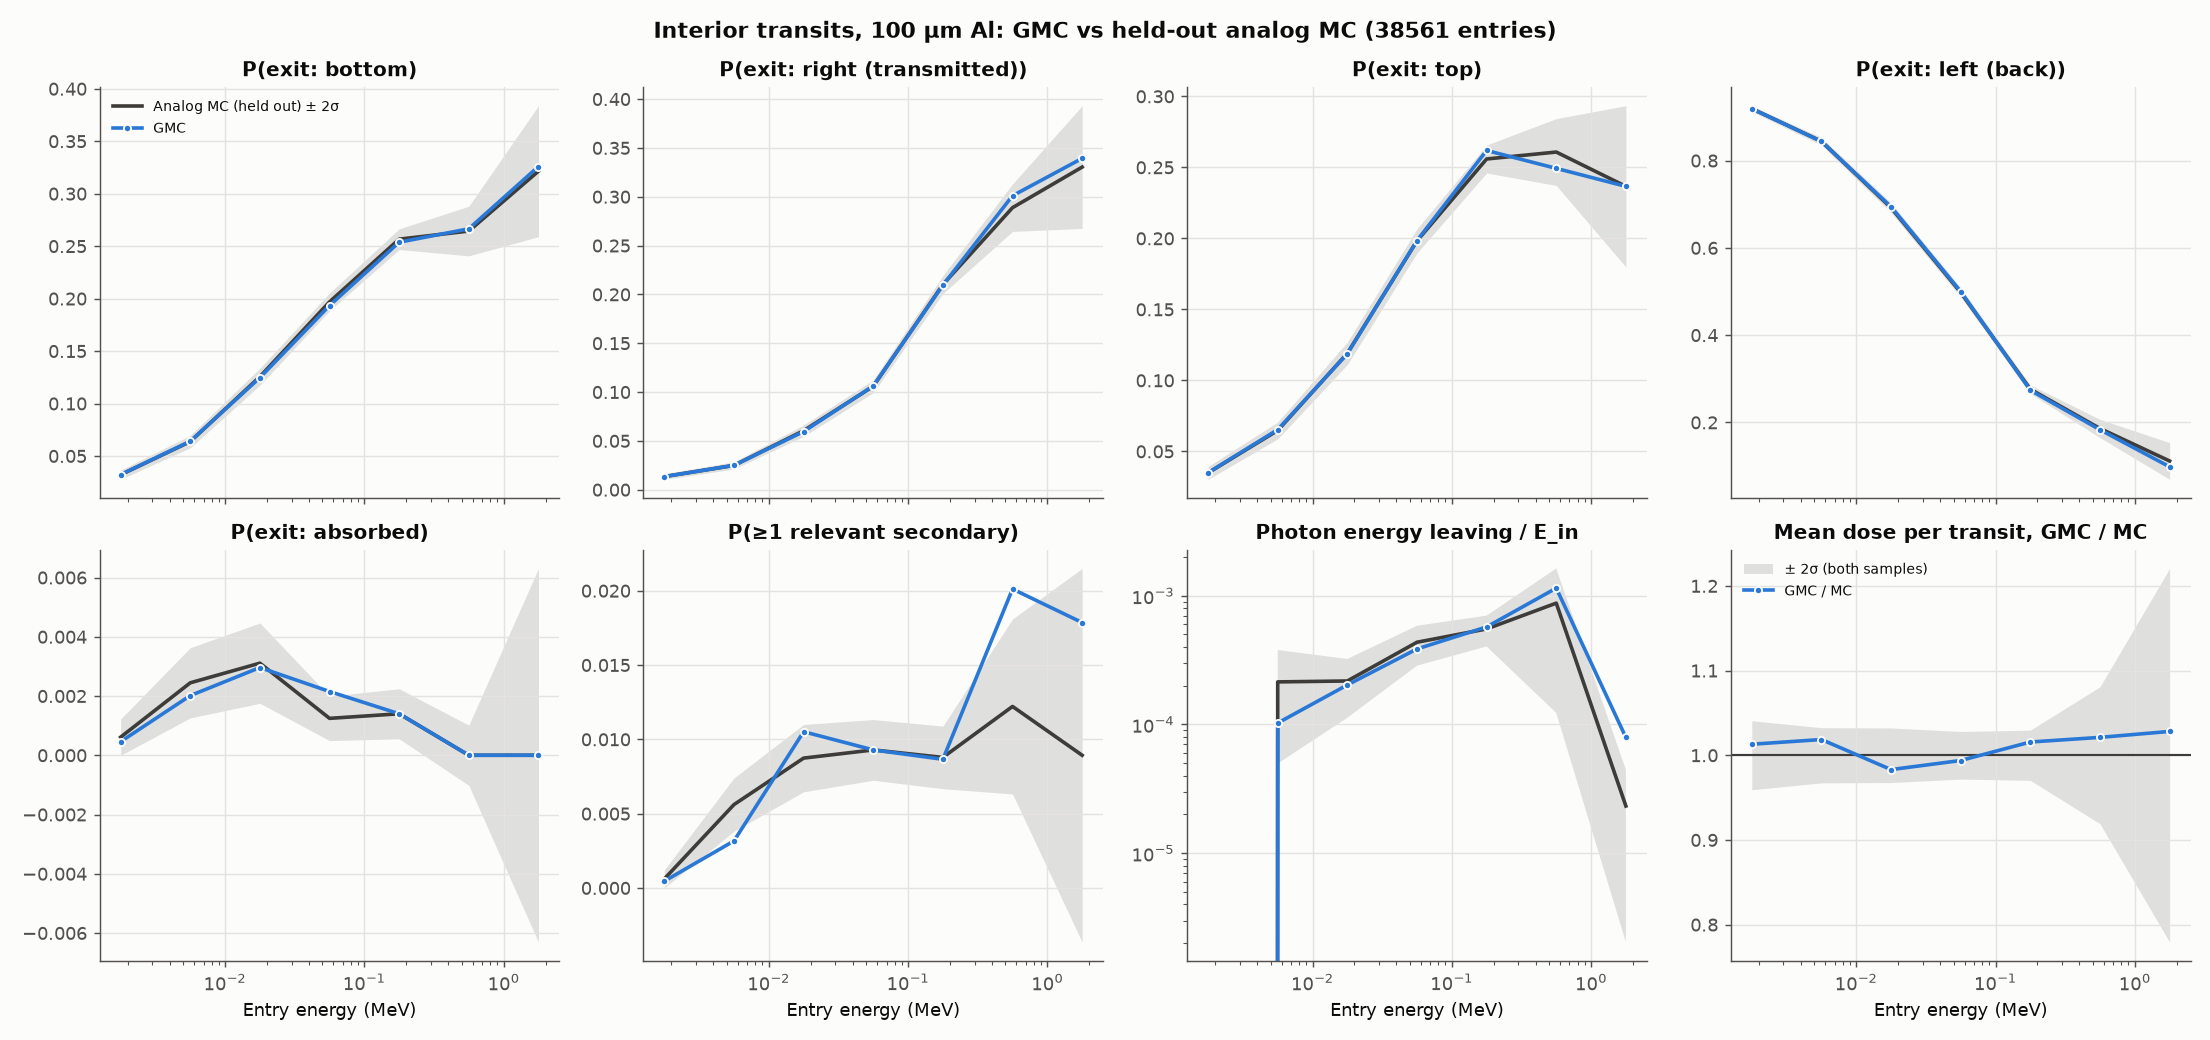 Interior transits, 100 μm Al: GMC vs held-out analog MC (38561 entries)
P(exit: bottom)
0.40
0.35
0.30
0.25
0.20
0.15
0.10
0.05
Analog MC (held out) ± 2σ
GMC
P(exit: right (transmitted))
0.40
0.35
0.30
0.25
0.20
0.15
0.10
0.05
0.00
P(exit: top)
0.30
0.25
0.20
0.15
0.10
0.05
P(exit: left (back))
0.8
0.6
0.4
0.2
P(exit: absorbed)
0.006
0.004
0.002
0.000
−0.002
−0.004
−0.006
10⁻² 10⁻¹ 10⁰
Entry energy (MeV)
P(≥1 relevant secondary)
0.020
0.015
0.010
0.005
0.000
10⁻² 10⁻¹ 10⁰
Entry energy (MeV)
Photon energy leaving / E_in
10⁻³
10⁻⁴
10⁻⁵
10⁻² 10⁻¹ 10⁰
Entry energy (MeV)
Mean dose per transit, GMC / MC
± 2σ (both samples)
GMC / MC
1.2
1.1
1.0
0.9
0.8
10⁻² 10⁻¹ 10⁰
Entry energy (MeV)